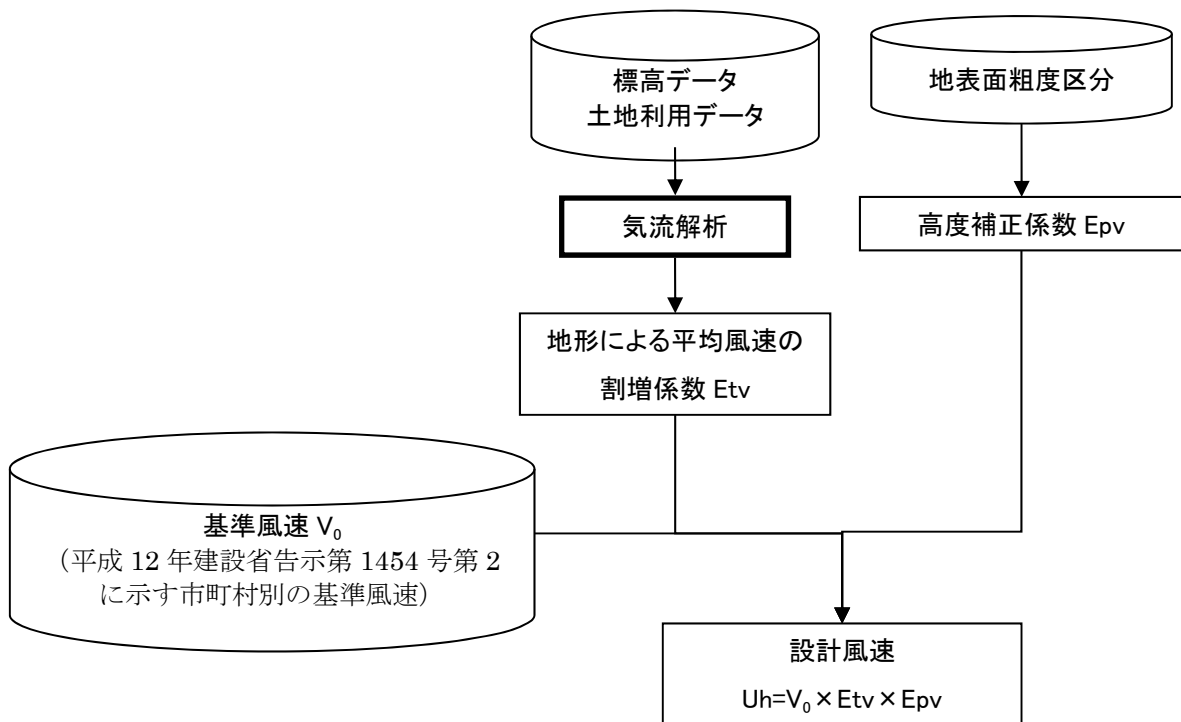 標高データ
土地利用データ
地表面粗度区分
気流解析
高度補正係数 Epv
地形による平均風速の
割増係数 Etv
基準風速 V₀
（平成 12 年建設省告示第 1454 号第 2
に示す市町村別の基準風速）
設計風速
Uh=V₀×Etv×Epv